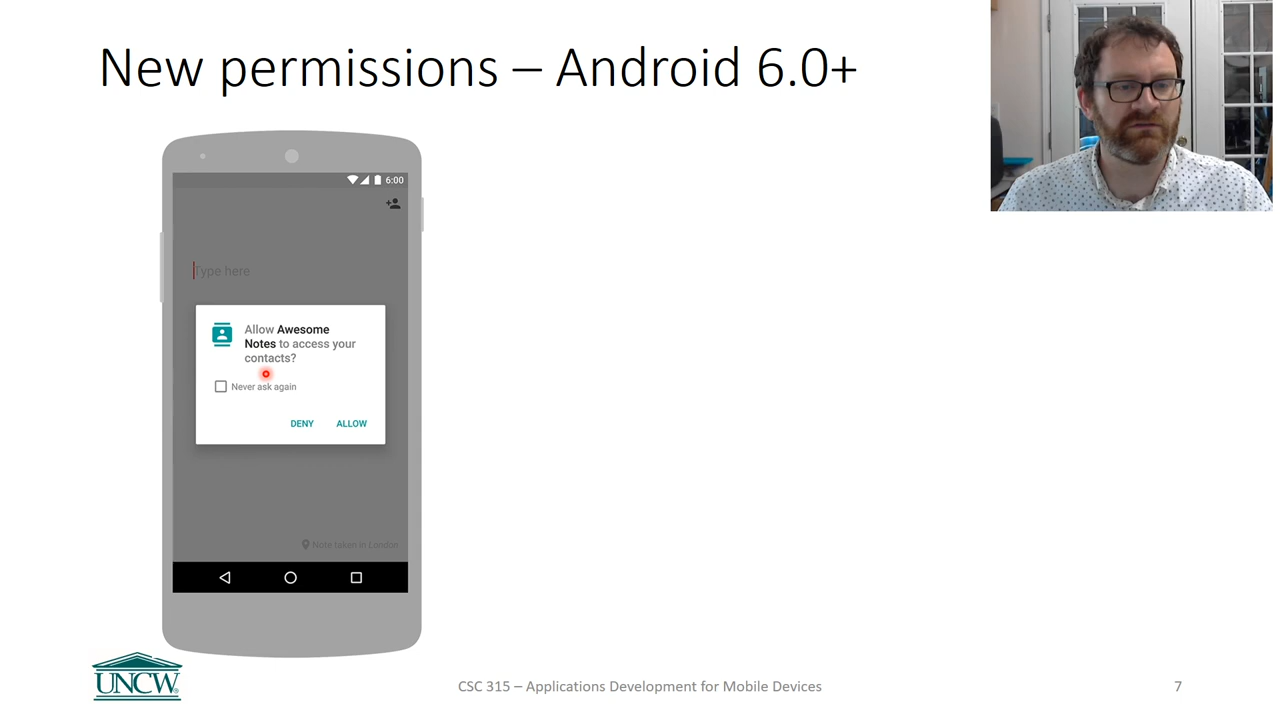 New permissions – Android 6.0+
6:00
Type here
Allow Awesome
Notes to access your
contacts?
Never ask again
DENY ALLOW
Note taken in London
UNCW
CSC 315 – Applications Development for Mobile Devices
7